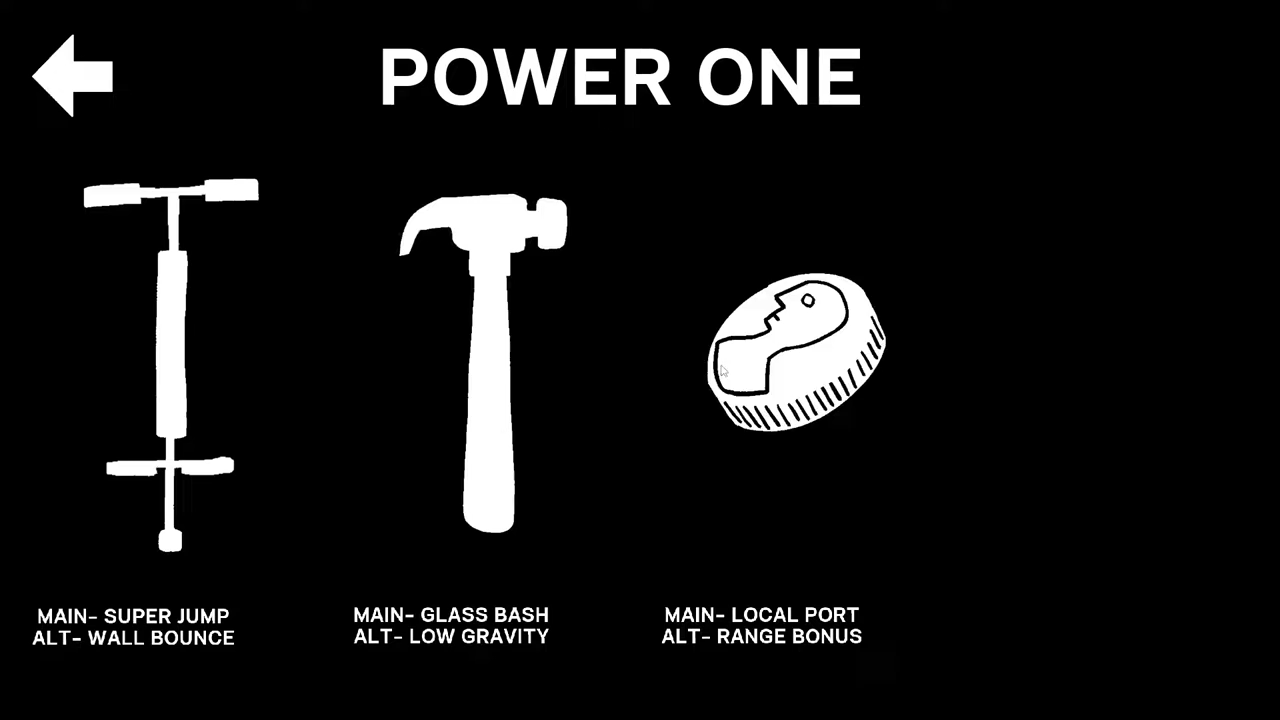 POWER ONE
MAIN- SUPER JUMP
ALT- WALL BOUNCE
MAIN- GLASS BASH
ALT- LOW GRAVITY
MAIN- LOCAL PORT
ALT- RANGE BONUS